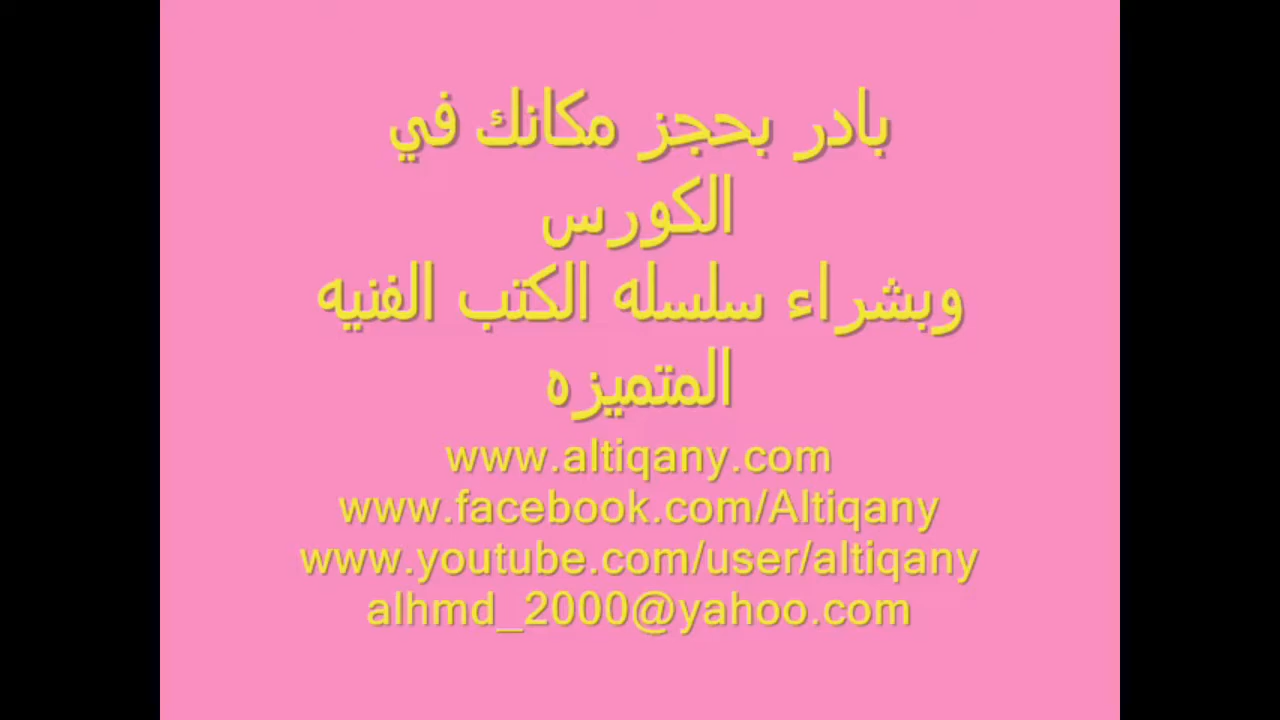 بادر بحجز مكانك في
الكورس
وبشراء سلسله الكتب الفنيه
المتميزه
www.altiqany.com
www.facebook.com/Altiqany
www.youtube.com/user/altiqany
alhmd_2000@yahoo.com